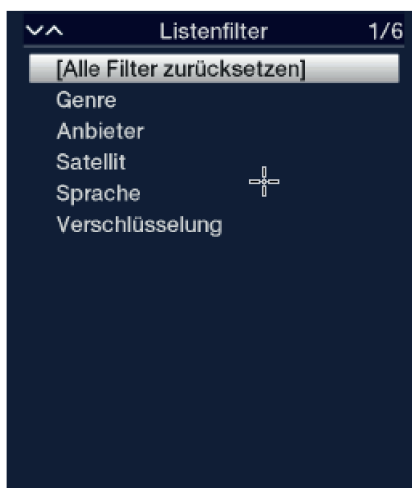 Listenfilter 1/6
[Alle Filter zurücksetzen]
Genre
Anbieter
Satellit
Sprache
Verschlüsselung